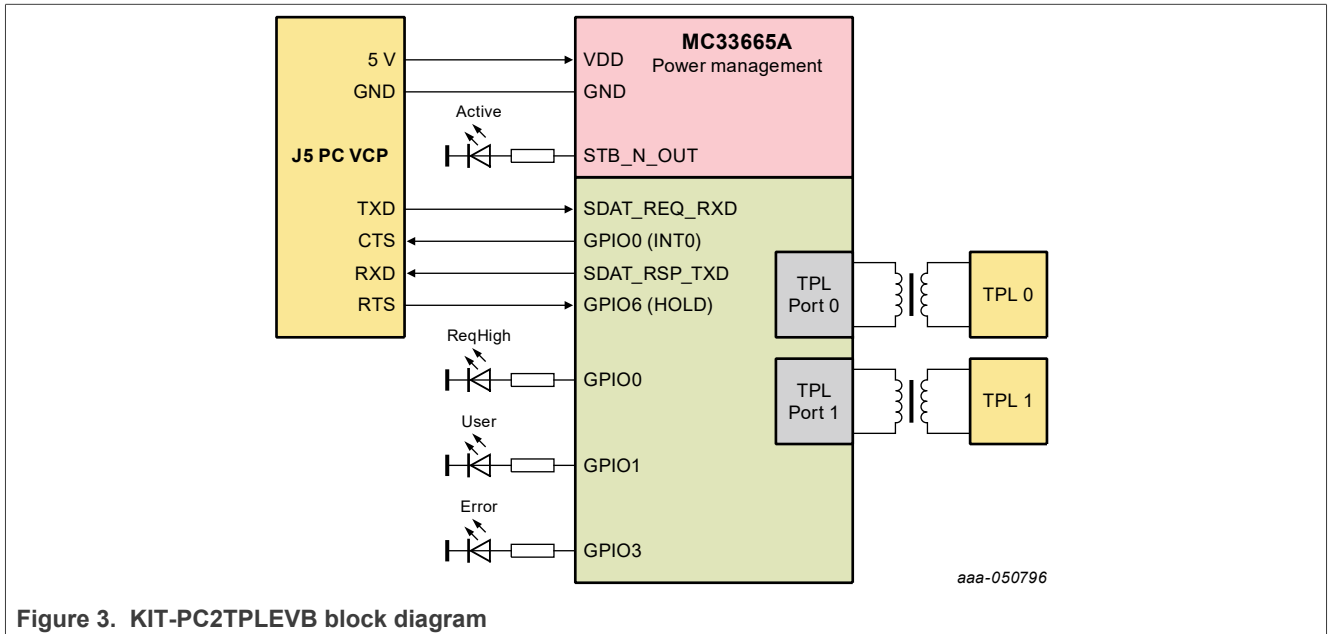 MC33665A
Power management
5 V
VDD
GND
GND
Active
J5 PC VCP
STB_N_OUT
TXD
SDAT_REQ_RXD
CTS
GPIO0 (INT0)
RXD
SDAT_RSP_TXD
RTS
GPIO6 (HOLD)
TPL
Port 0
TPL 0
ReqHigh
GPIO0
TPL
Port 1
TPL 1
User
GPIO1
Error
GPIO3
aaa-050796
Figure 3. KIT-PC2TPLEVB block diagram